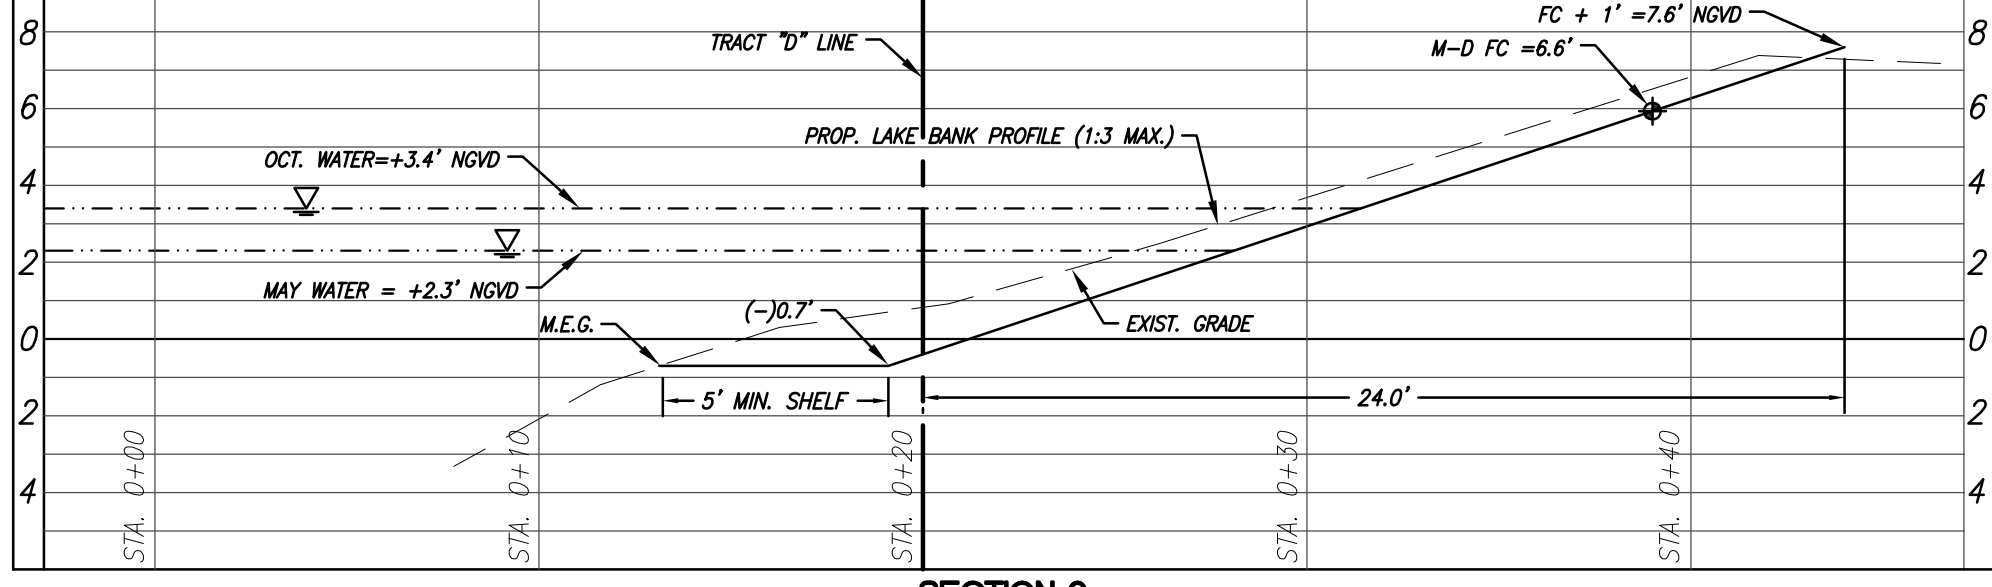 FC + 1' =7.6' NGVD
8
TRACT "D" LINE
M-D FC =6.6'
8
6
6
PROP. LAKE BANK PROFILE (1:3 MAX.)
OCT. WATER=+3.4' NGVD
4
4
2
2
MAY WATER = +2.3' NGVD
(-)0.7'
M.E.G.
EXIST. GRADE
0
0
5' MIN. SHELF
24.0'
2
2
STA. 0+00
STA. 0+10
STA. 0+20
STA. 0+30
STA. 0+40
4
4